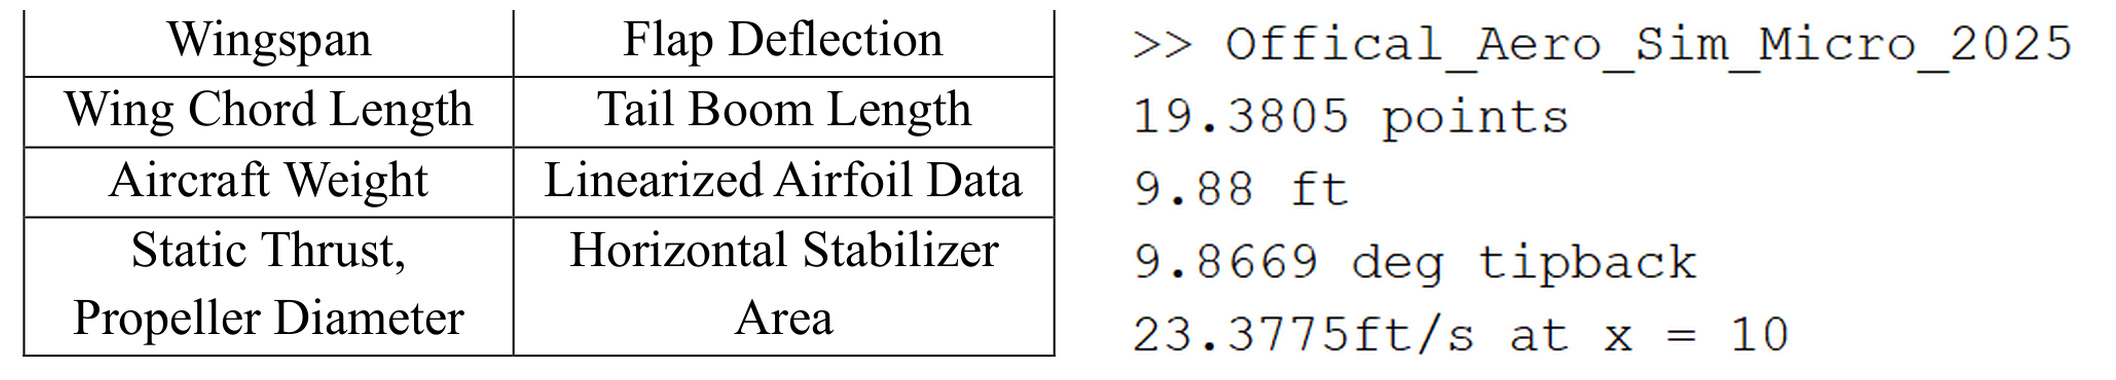 Wingspan
Flap Deflection
Wing Chord Length
Tail Boom Length
Aircraft Weight
Linearized Airfoil Data
Static Thrust,
Propeller Diameter
Horizontal Stabilizer
Area
>> Offical_Aero_Sim_Micro_2025
19.3805 points
9.88 ft
9.8669 deg tipback
23.3775ft/s at x = 10